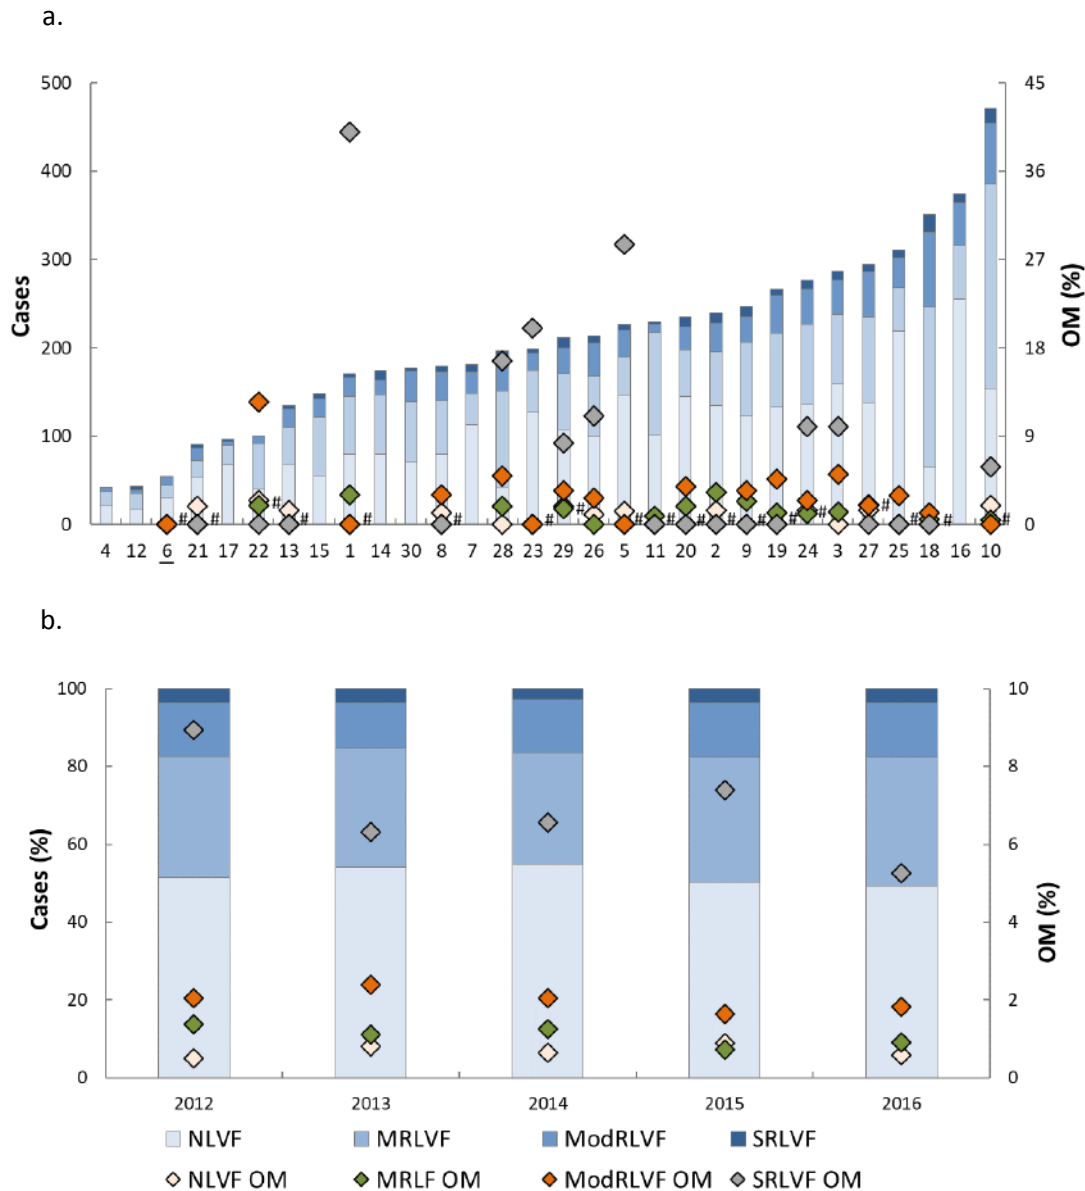 a.
500 45
400 36
300 27
200 18
100 9
0 0
Cases
OM (%)
# # # # # # # # # # # # # # # # # # # # # #
4 12 6 21 17 22 13 15 1 14 30 8 7 28 23 29 26 5 11 20 2 9 19 24 3 27 25 18 16 10
b.
100 10
80 8
60 6
40 4
20 2
0 0
Cases (%)
OM (%)
2012 2013 2014 2015 2016
NLVF MRLVF ModRLVF SRLVF
NLVF OM MRLF OM ModRLVF OM SRLVF OM